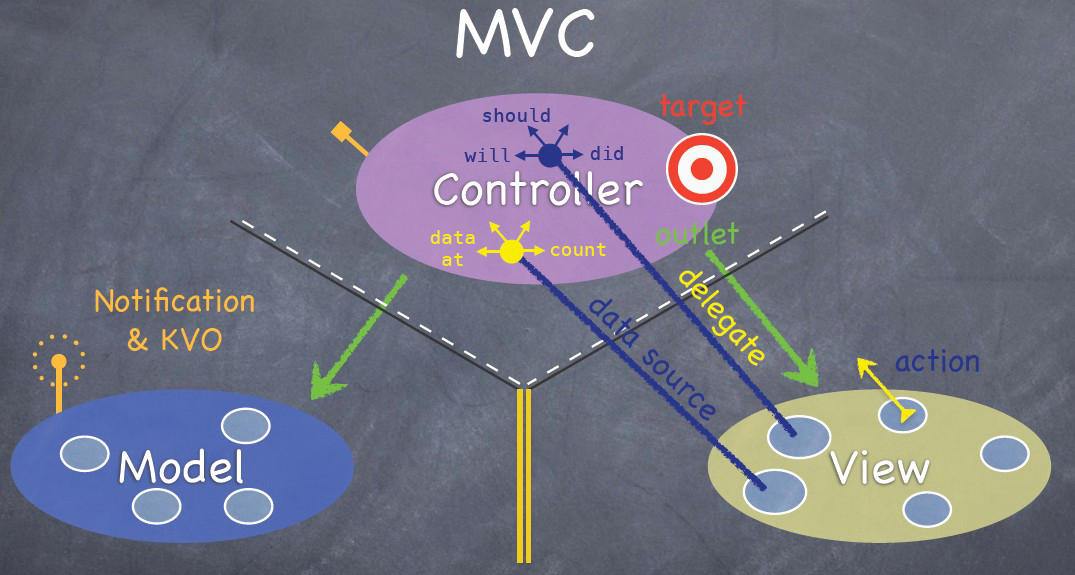 MVC
should
target
will
did
Controller
data
at
count
outlet
Notification
& KVO
delegate
data source
action
Model
View